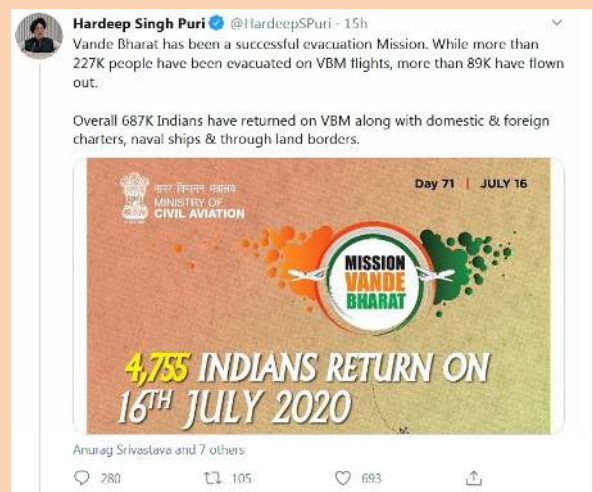 Hardeep Singh Puri @HardeepSPuri · 15h
Vande Bharat has been a successful evacuation Mission. While more than
227K people have been evacuated on VBM flights, more than 89K have flown
out.
Overall 687K Indians have returned on VBM along with domestic & foreign
charters, naval ships & through land borders.
नागर विमानन मंत्रालय
MINISTRY OF
CIVIL AVIATION
Day 71 | JULY 16
MISSION
VANDE
BHARAT
4,755 INDIANS RETURN ON
16TH JULY 2020
Anurag Srivastava and 7 others
280 105 693